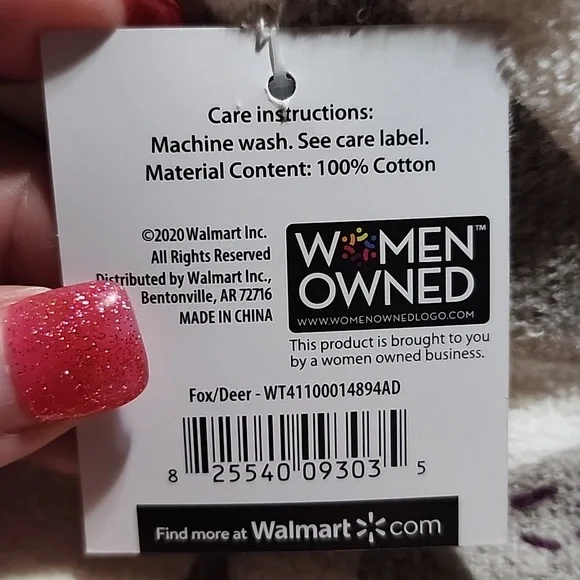 Care instructions:
Machine wash. See care label.
Material Content: 100% Cotton
©2020 Walmart Inc.
All Rights Reserved
Distributed by Walmart Inc.,
Bentonville, AR 72716
MADE IN CHINA
WOMEN™
OWNED
WWW.WOMENOWNEDLOGO.COM
This product is brought to you
by a women owned business.
Fox/Deer - WT41100014894AD
8 25540 09303 5
Find more at Walmart com